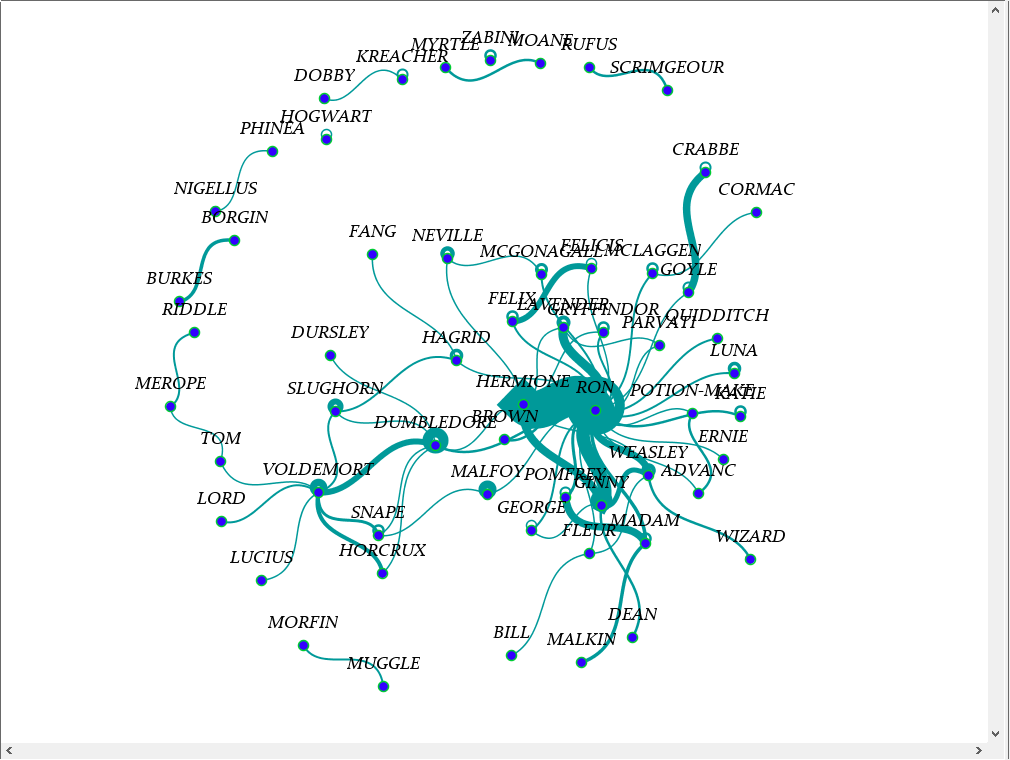 ZABINI
MYRTLE
MOANE
RUFUS
KREACHER
SCRIMGEOUR
DOBBY
HOGWART
PHINEA
CRABBE
NIGELLUS
CORMAC
BORGIN
FANG
NEVILLE
MCGONAGALL
FELICIS
MCLAGGEN
GOYLE
BURKES
FELIX
LAVENDER
GRYFFINDOR
RIDDLE
PARVATI
QUIDDITCH
DURSLEY
HAGRID
LUNA
MEROPE
HERMIONE
RON
SLUGHORN
POTION-MAKE
KATIE
DUMBLEDORE
BROWN
TOM
ERNIE
WEASLEY
VOLDEMORT
MALFOY
POMFREY
ADVANC
GINNY
LORD
GEORGE
SNAPE
MADAM
FLEUR
WIZARD
LUCIUS
HORCRUX
MORFIN
DEAN
BILL
MALKIN
MUGGLE